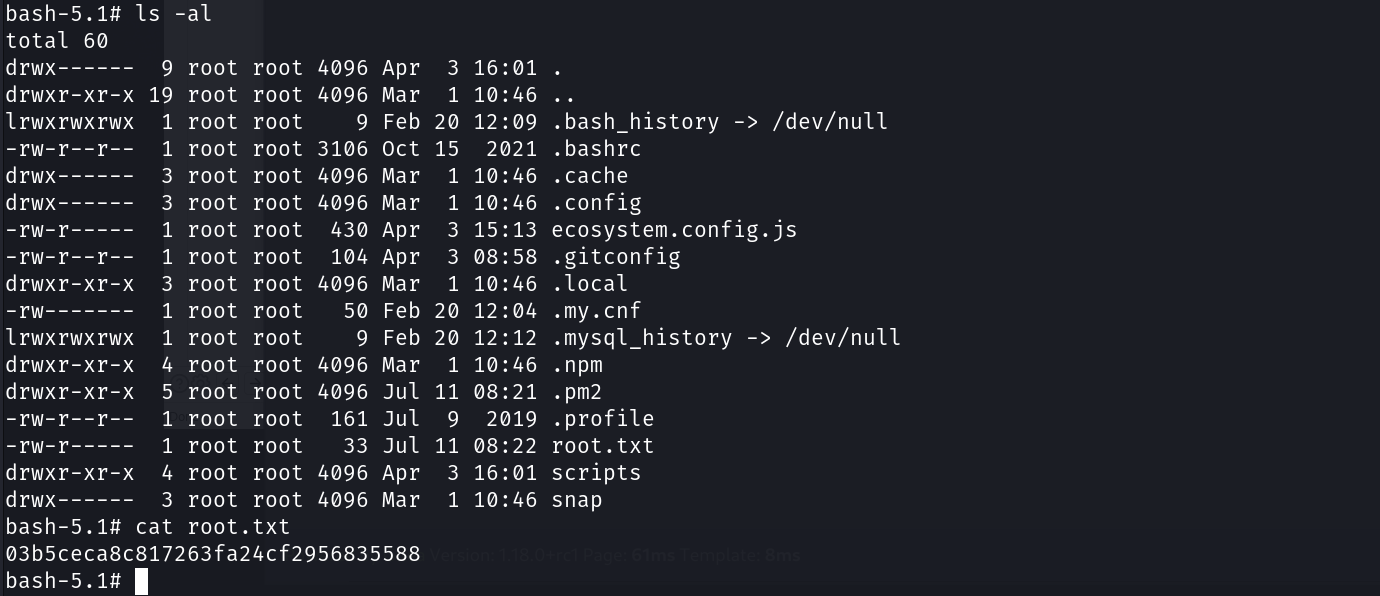 bash-5.1# ls -al
total 60
drwx------  9 root root 4096 Apr  3 16:01 .
drwxr-xr-x 19 root root 4096 Mar  1 10:46 ..
lrwxrwxrwx  1 root root    9 Feb 20 12:09 .bash_history -> /dev/null
-rw-r--r--  1 root root 3106 Oct 15  2021 .bashrc
drwx------  3 root root 4096 Mar  1 10:46 .cache
drwx------  3 root root 4096 Mar  1 10:46 .config
-rw-r-----  1 root root  430 Apr  3 15:13 ecosystem.config.js
-rw-r--r--  1 root root  104 Apr  3 08:58 .gitconfig
drwxr-xr-x  3 root root 4096 Mar  1 10:46 .local
-rw-------  1 root root   50 Feb 20 12:04 .my.cnf
lrwxrwxrwx  1 root root    9 Feb 20 12:12 .mysql_history -> /dev/null
drwxr-xr-x  4 root root 4096 Mar  1 10:46 .npm
drwxr-xr-x  5 root root 4096 Jul 11 08:21 .pm2
-rw-r--r--  1 root root  161 Jul  9  2019 .profile
-rw-r-----  1 root root   33 Jul 11 08:22 root.txt
drwxr-xr-x  4 root root 4096 Apr  3 16:01 scripts
drwx------  3 root root 4096 Mar  1 10:46 snap
bash-5.1# cat root.txt
03b5ceca8c817263fa24cf2956835588 Version: 1.18.0+rc1 Page: 61ms Template: 8ms
bash-5.1#